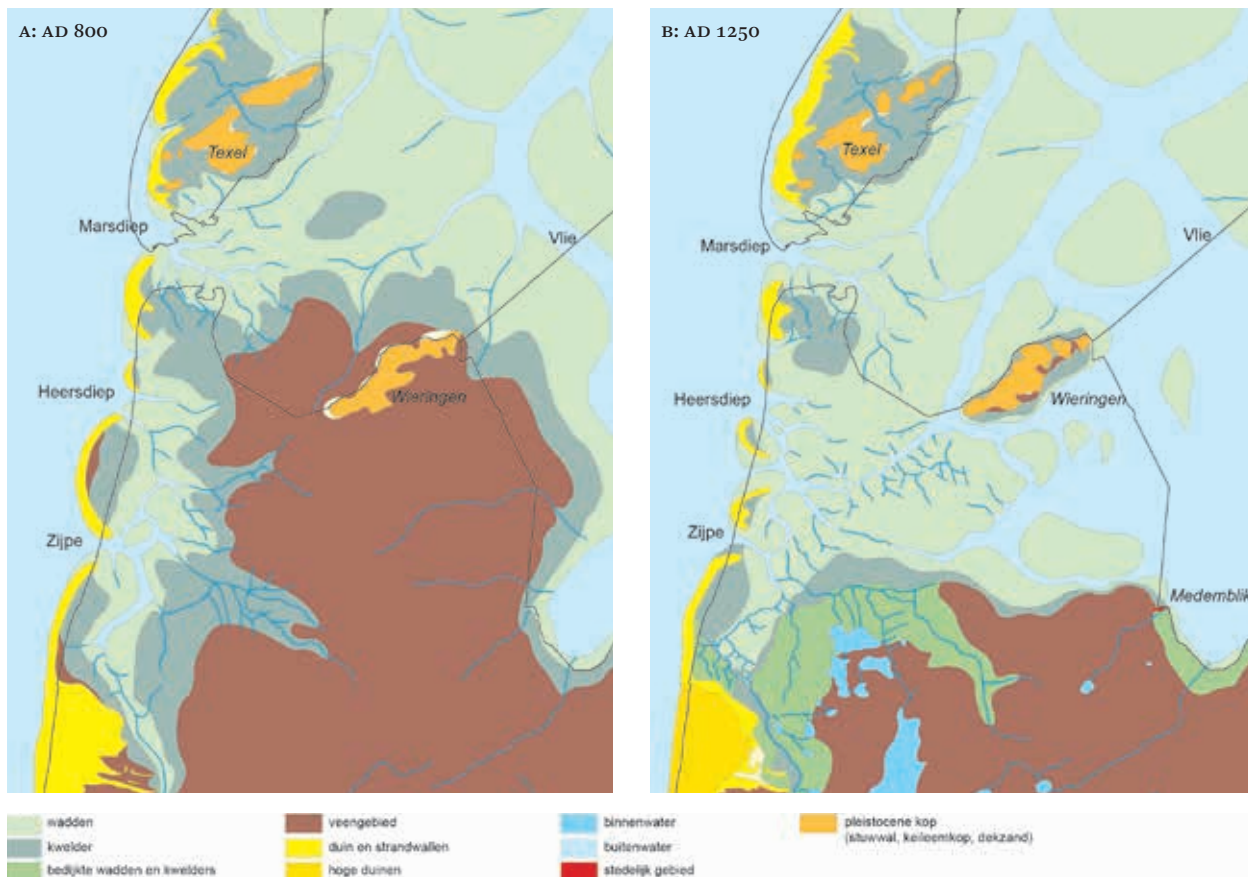 A: AD 800
Texel
Marsdiep
Vlie
Heersdiep
Wieringen
Zijpe
B: AD 1250
Texel
Marsdiep
Vlie
Heersdiep
Wieringen
Zijpe
Medemblik
wadden
kwelder
bedijkte wadden en kwelders
veengebied
duin en strandwallen
hoge duinen
binnenwater
buitenwater
stedelijk gebied
pleistocene kop
(stuwwal, keileemkop, dekzand)